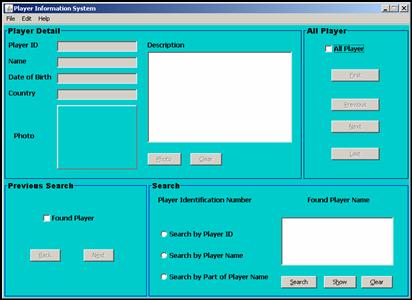 Player Information System
File Edit Help
Player Detail
Player ID
Name
Date of Birth
Country
Photo
Description
Photo Clear
All Player
All Player
First
Previous
Next
Last
Previous Search
Found Player
Back Next
Search
Player Identification Number Found Player Name
Search by Player ID
Search by Player Name
Search by Part of Player Name
Search Show Clear